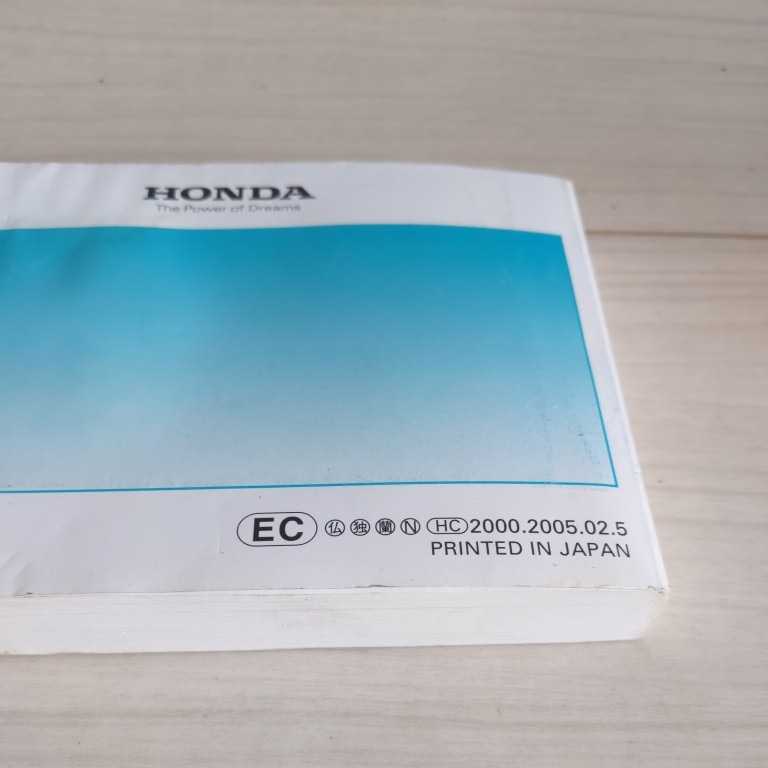 HONDA
The Power of Dreams
EC 仏 独 蘭 N HC 2000.2005.02.5
PRINTED IN JAPAN